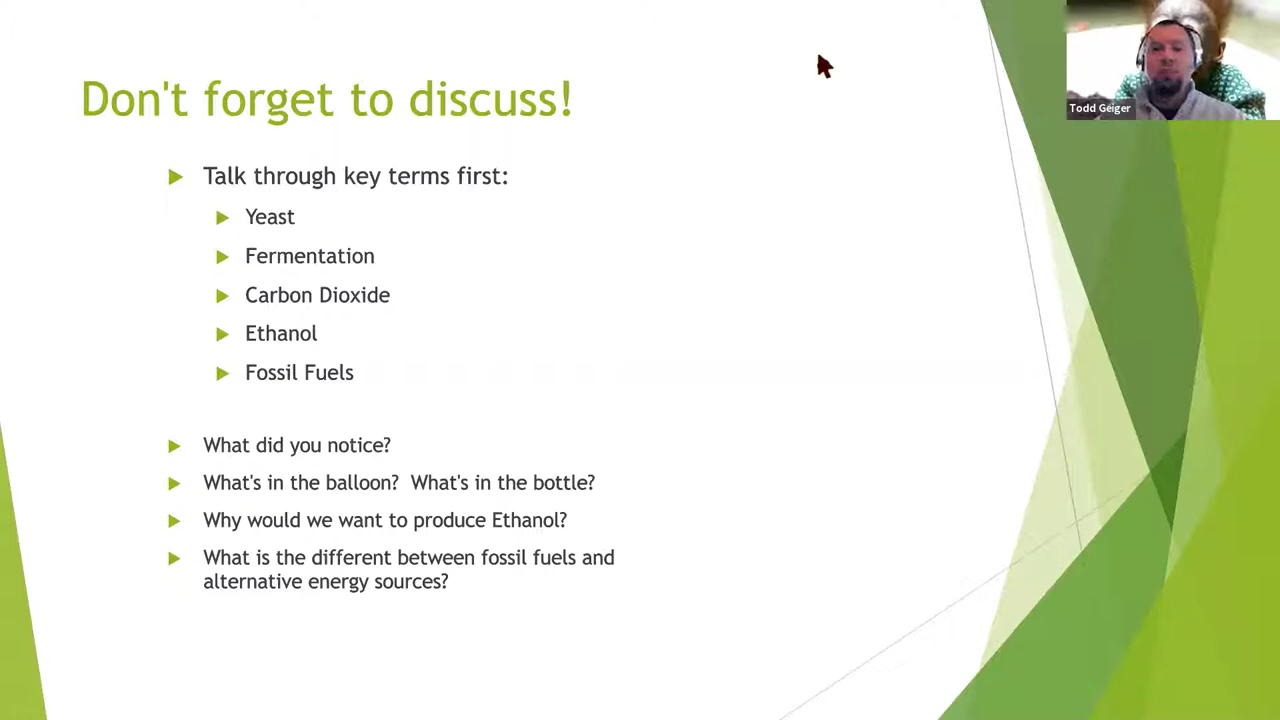 Don't forget to discuss!
Todd Geiger
Talk through key terms first:
Yeast
Fermentation
Carbon Dioxide
Ethanol
Fossil Fuels
What did you notice?
What's in the balloon?  What's in the bottle?
Why would we want to produce Ethanol?
What is the different between fossil fuels and
alternative energy sources?